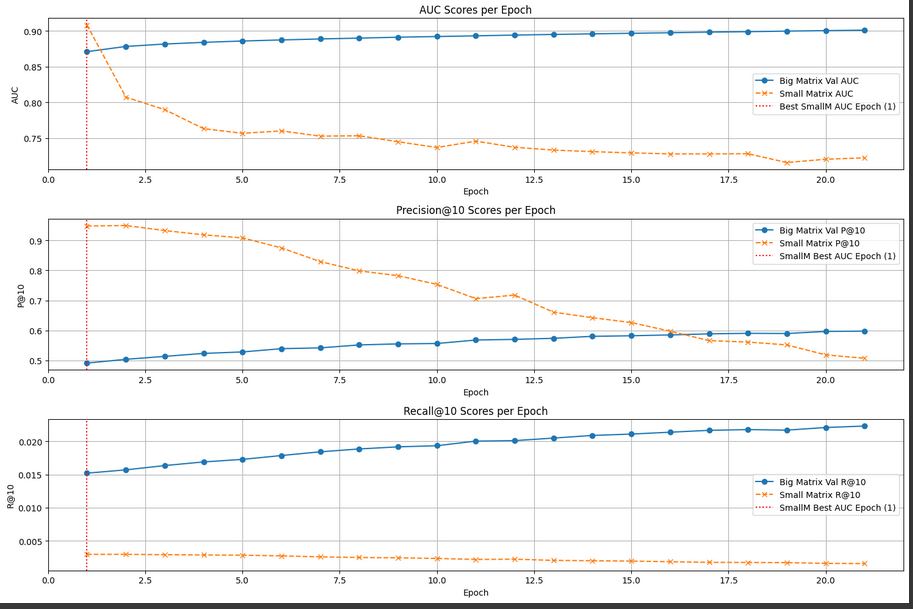 AUC Scores per Epoch
0.90
0.85
0.80
0.75
AUC
0.0 2.5 5.0 7.5 10.0 12.5 15.0 17.5 20.0
Epoch
Big Matrix Val AUC
Small Matrix AUC
Best SmallM AUC Epoch (1)
Precision@10 Scores per Epoch
0.9
0.8
0.7
0.6
0.5
P@10
0.0 2.5 5.0 7.5 10.0 12.5 15.0 17.5 20.0
Epoch
Big Matrix Val P@10
Small Matrix P@10
SmallM Best AUC Epoch (1)
Recall@10 Scores per Epoch
0.020
0.015
0.010
0.005
R@10
0.0 2.5 5.0 7.5 10.0 12.5 15.0 17.5 20.0
Epoch
Big Matrix Val R@10
Small Matrix R@10
SmallM Best AUC Epoch (1)